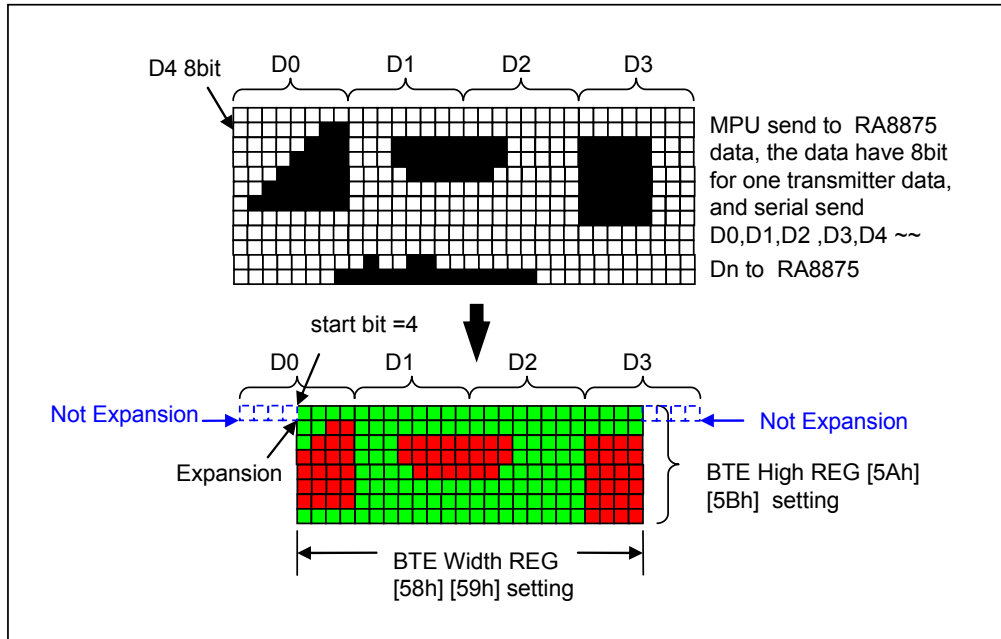 D4 8bit
D0
D1
D2
D3
MPU send to RA8875
data, the data have 8bit
for one transmitter data,
and serial send
D0,D1,D2 ,D3,D4 ~~
Dn to RA8875
start bit =4
D0
D1
D2
D3
Not Expansion
Not Expansion
Expansion
BTE High REG [5Ah]
[5Bh] setting
BTE Width REG
[58h] [59h] setting